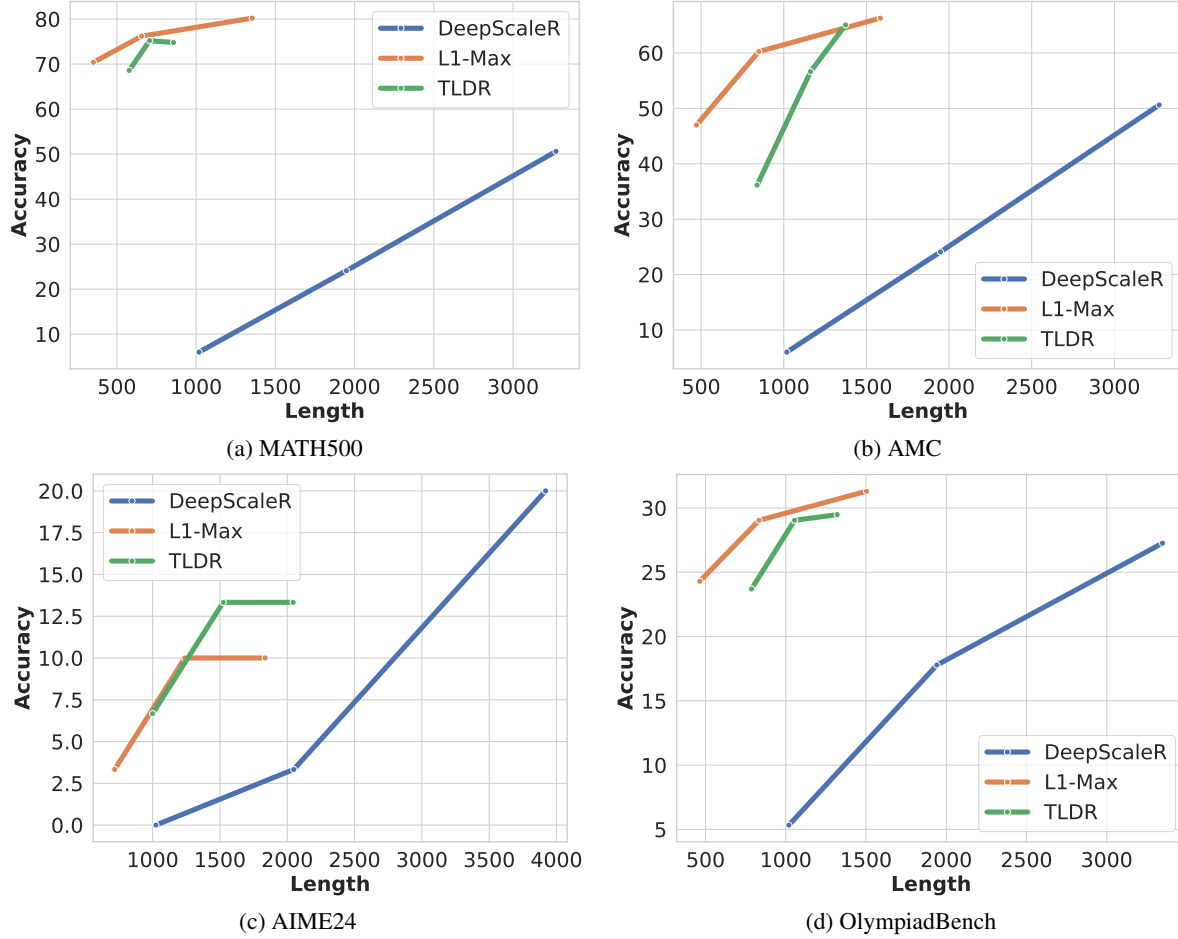 80
70
60
50
40
30
20
10
Accuracy
DeepScaleR
L1-Max
TLDR
500 1000 1500 2000 2500 3000
Length
(a) MATH500
60
50
40
30
20
10
Accuracy
DeepScaleR
L1-Max
TLDR
500 1000 1500 2000 2500 3000
Length
(b) AMC
20.0
17.5
15.0
12.5
10.0
7.5
5.0
2.5
0.0
Accuracy
DeepScaleR
L1-Max
TLDR
1000 1500 2000 2500 3000 3500 4000
Length
(c) AIME24
30
25
20
15
10
5
Accuracy
DeepScaleR
L1-Max
TLDR
500 1000 1500 2000 2500 3000
Length
(d) OlympiadBench